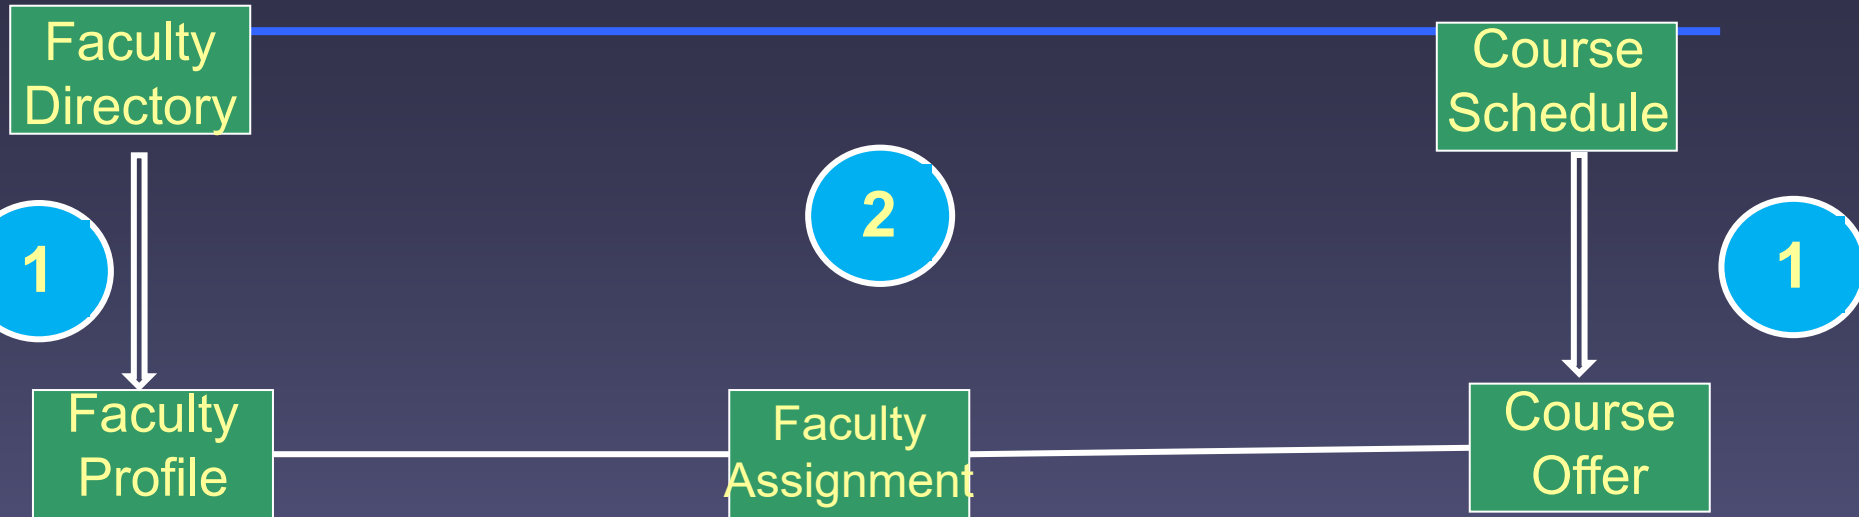 Faculty
Directory
Course
Schedule
2
1
1
Faculty
Profile
Faculty
Assignment
Course
Offer